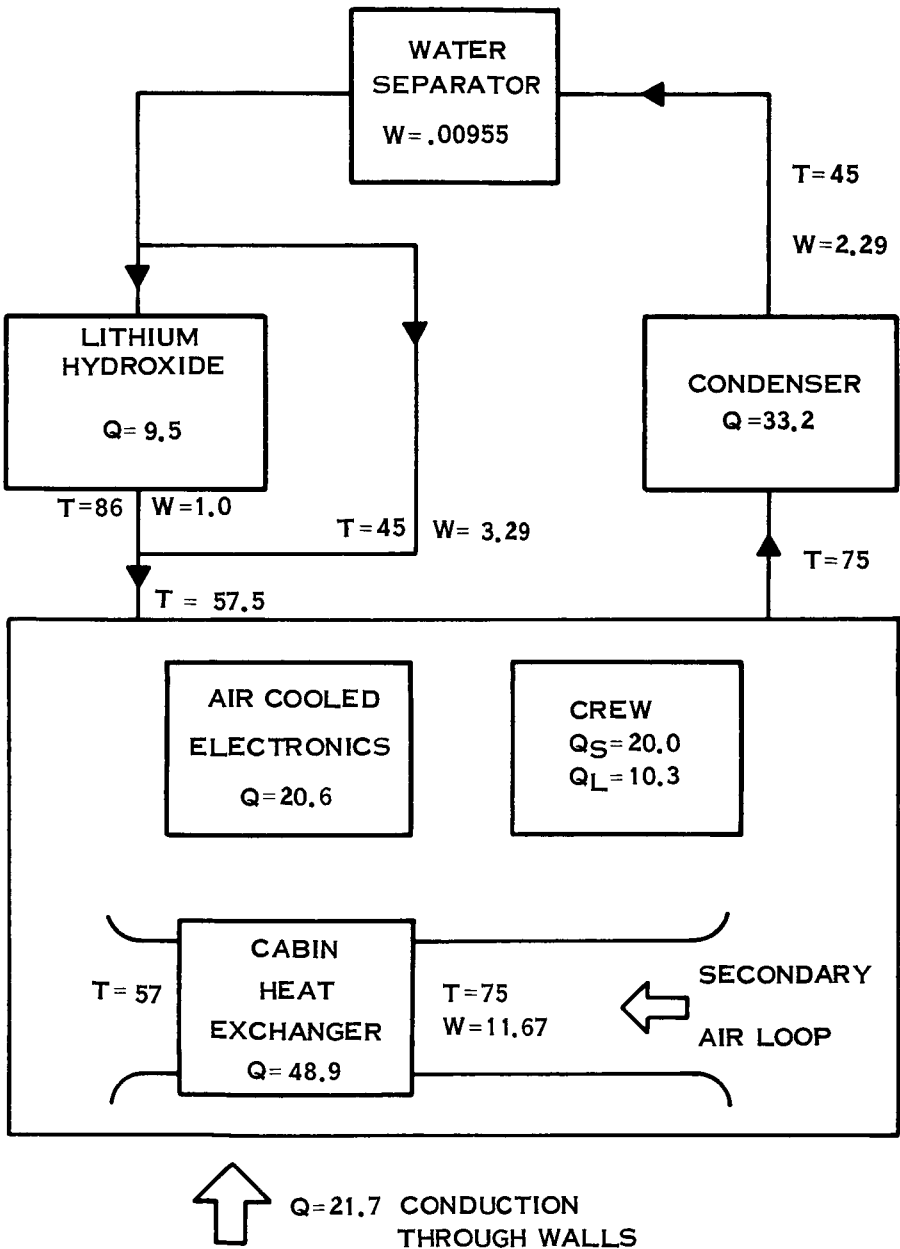 WATER
SEPARATOR
W=.00955
T=45
W=2.29
LITHIUM
HYDROXIDE
Q= 9.5
CONDENSER
Q =33.2
T=86 W=1.0
T=45 W= 3.29
T=75
T = 57.5
AIR COOLED
ELECTRONICS
Q=20.6
CREW
QS=20.0
QL=10.3
CABIN
HEAT
EXCHANGER
Q=48.9
T=57
T=75
W=11.67
SECONDARY
AIR LOOP
Q=21.7 CONDUCTION
THROUGH WALLS